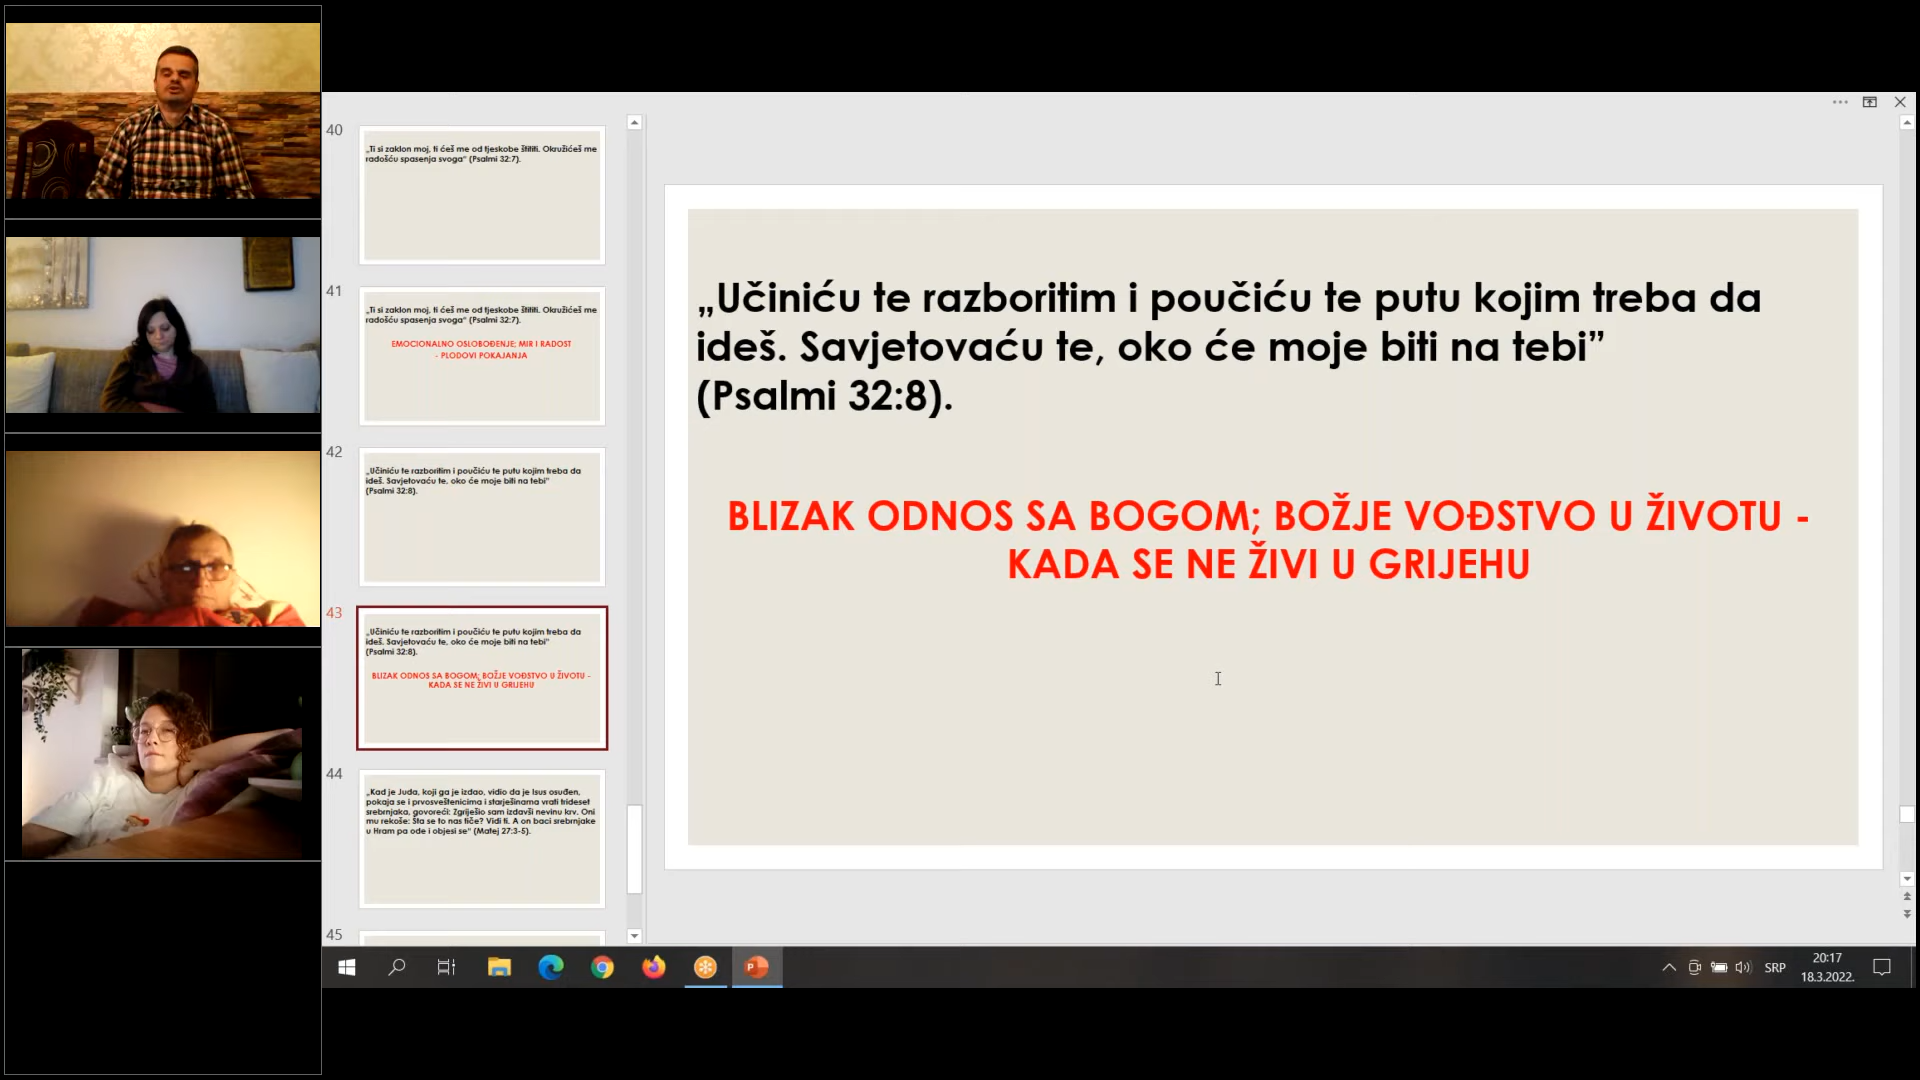 40
„Ti si zaklon moj, ti ćeš me od tjeskobe štititi. Okružićeš me
radošću spasenja svoga“ (Psalmi 32:7).
41
„Ti si zaklon moj, ti ćeš me od tjeskobe štititi. Okružićeš me
radošću spasenja svoga“ (Psalmi 32:7).
EMOCIONALNO OSLOBOĐENJE; MIR I RADOST
- PLODOVI POKAJANJA
42
„Učiniću te razboritim i poučiću te putu kojim treba da
ideš. Savjetovaću te, oko će moje biti na tebi”
(Psalmi 32:8).
43
„Učiniću te razboritim i poučiću te putu kojim treba da
ideš. Savjetovaću te, oko će moje biti na tebi”
(Psalmi 32:8).
BLIZAK ODNOS SA BOGOM; BOŽJE VOĐSTVO U ŽIVOTU -
KADA SE NE ŽIVI U GRIJEHU
44
„Kad je Juda, koji ga je izdao, vidio da je Isus osuđen,
pokaja se i prvosveštenicima i starješinama vrati trideset
srebrnjaka, govoreći: Zgriješio sam izdavši nevinu krv. Oni
mu rekoše: Šta se to nas tiče? Vidi ti. A on baci srebrnjake
u Hram pa ode i objesi se“ (Matej 27:3-5).
45
„Učiniću te razboritim i poučiću te putu kojim treba da
ideš. Savjetovaću te, oko će moje biti na tebi”
(Psalmi 32:8).
BLIZAK ODNOS SA BOGOM; BOŽJE VOĐSTVO U ŽIVOTU -
KADA SE NE ŽIVI U GRIJEHU
SRP
20:17
18.3.2022.